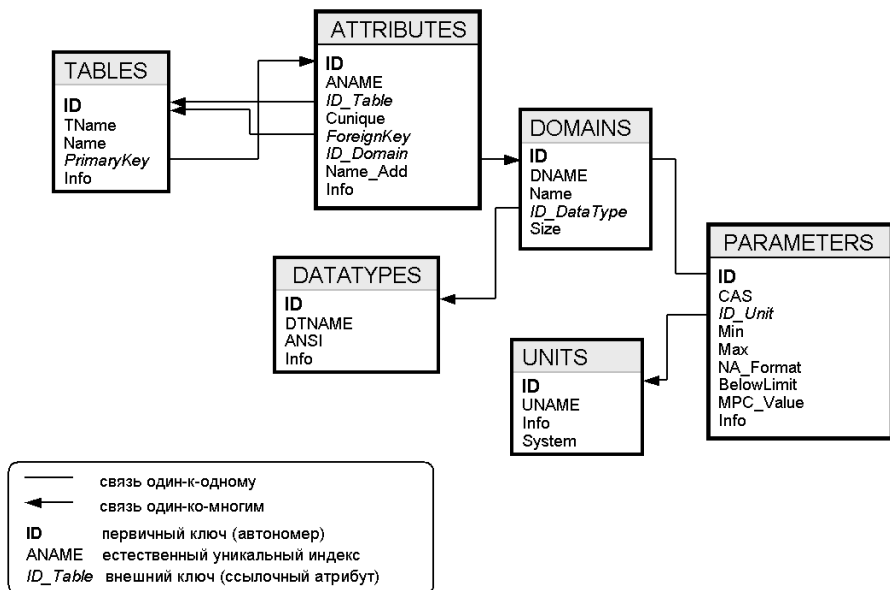 TABLES
ID
TName
Name
PrimaryKey
Info
ATTRIBUTES
ID
ANAME
ID_Table
Cunique
ForeignKey
ID_Domain
Name_Add
Info
DOMAINS
ID
DNAME
Name
ID_DataType
Size
DATATYPES
ID
DTNAME
ANSI
Info
PARAMETERS
ID
CAS
ID_Unit
Min
Max
NA_Format
BelowLimit
MPC_Value
Info
UNITS
ID
UNAME
Info
System
связь один-к-одному
связь один-ко-многим
ID первичный ключ (автономер)
ANAME естественный уникальный индекс
ID_Table внешний ключ (ссылочный атрибут)